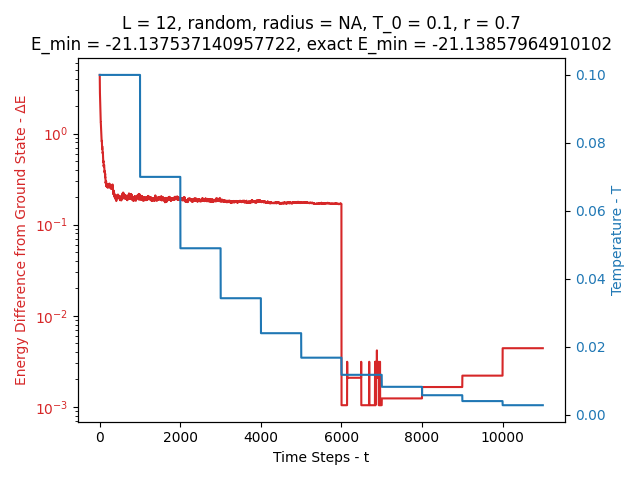 L = 12, random, radius = NA, T_0 = 0.1, r = 0.7
E_min = -21.137537140957722, exact E_min = -21.13857964910102
Energy Difference from Ground State - ΔE
10⁰
10⁻¹
10⁻²
10⁻³
0.10
0.08
0.06
0.04
0.02
0.00
Temperature - T
0 2000 4000 6000 8000 10000
Time Steps - t